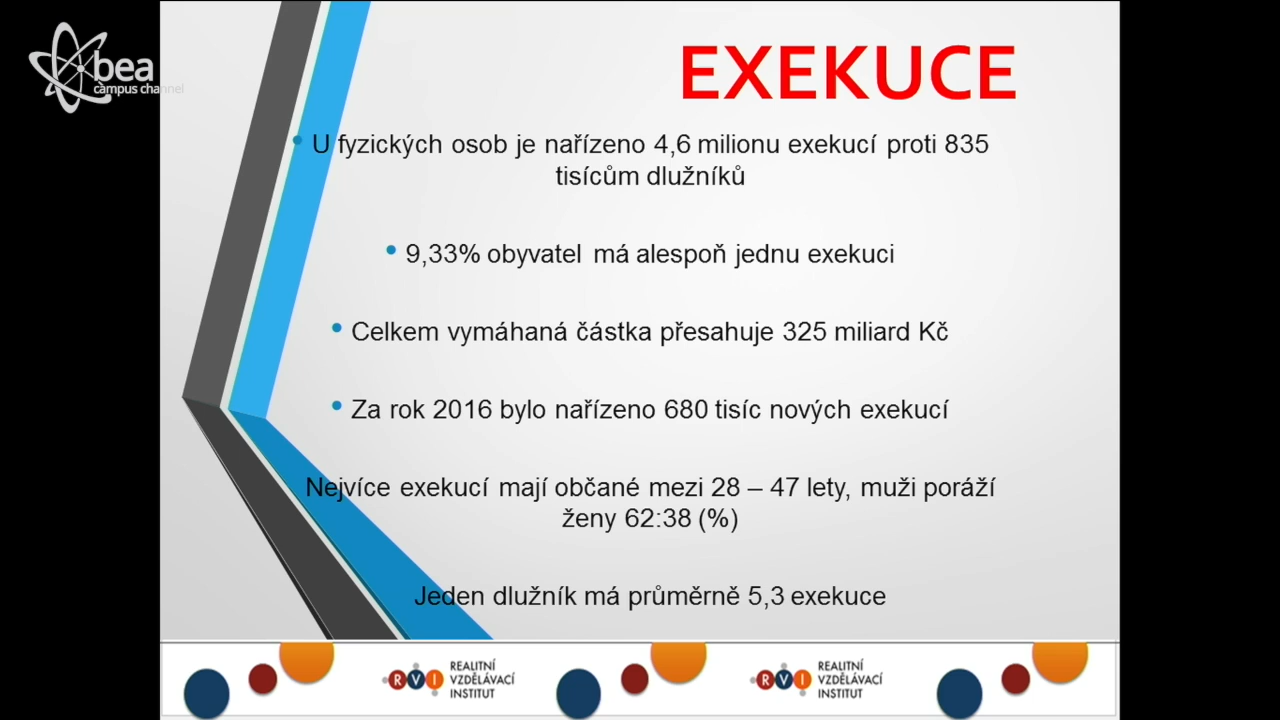 bea
càmpus channel
EXEKUCE
• U fyzických osob je nařízeno 4,6 milionu exekucí proti 835
tisícům dlužníků
• 9,33% obyvatel má alespoň jednu exekuci
• Celkem vymáhaná částka přesahuje 325 miliard Kč
• Za rok 2016 bylo nařízeno 680 tisíc nových exekucí
Nejvíce exekucí mají občané mezi 28 – 47 lety, muži poráží
ženy 62:38 (%)
Jeden dlužník má průměrně 5,3 exekuce
RVI REALITNÍ
VZDĚLÁVACÍ
INSTITUT
RVI REALITNÍ
VZDĚLÁVACÍ
INSTITUT